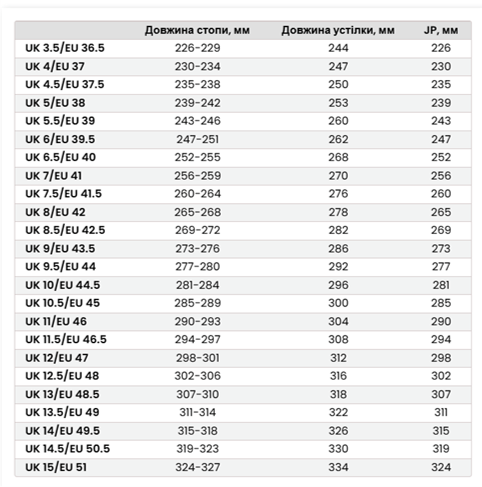 Довжина стопи, мм Довжина устілки, мм JP, мм
UK 3.5/EU 36.5 226-229 244 226
UK 4/EU 37 230-234 247 230
UK 4.5/EU 37.5 235-238 250 235
UK 5/EU 38 239-242 253 239
UK 5.5/EU 39 243-246 260 243
UK 6/EU 39.5 247-251 262 247
UK 6.5/EU 40 252-255 268 252
UK 7/EU 41 256-259 270 256
UK 7.5/EU 41.5 260-264 276 260
UK 8/EU 42 265-268 278 265
UK 8.5/EU 42.5 269-272 282 269
UK 9/EU 43.5 273-276 286 273
UK 9.5/EU 44 277-280 292 277
UK 10/EU 44.5 281-284 296 281
UK 10.5/EU 45 285-289 300 285
UK 11/EU 46 290-293 304 290
UK 11.5/EU 46.5 294-297 308 294
UK 12/EU 47 298-301 312 298
UK 12.5/EU 48 302-306 316 302
UK 13/EU 48.5 307-310 318 307
UK 13.5/EU 49 311-314 322 311
UK 14/EU 49.5 315-318 326 315
UK 14.5/EU 50.5 319-323 330 319
UK 15/EU 51 324-327 334 324